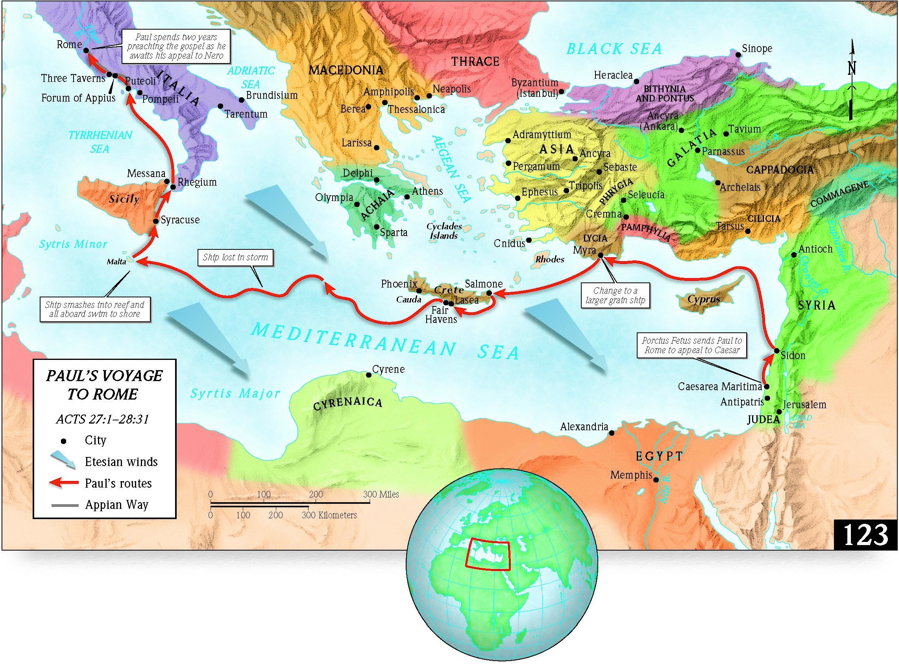 Paul spends two years
preaching the gospel as he
awaits his appeal to Nero
Rome
Three Taverns
Forum of Appius
Puteoli
Pompeii
ITALIA
ADRIATIC
SEA
Brundisium
Tarentum
TYRRHENIAN
SEA
Messana
Rhegium
Sicily
Syracuse
Sytris Minor
Malta
Ship smashes into reef and
all aboard swim to shore
Ship lost in storm
MACEDONIA
THRACE
Amphipolis
Neapolis
Berea
Thessalonica
Larissa
Delphi
Olympia
ACHAIA
Athens
Sparta
AEGEAN SEA
Cyclades
Islands
BLACK SEA
Byzantium
(Istanbul)
Heraclea
Sinope
BITHYNIA
AND PONTUS
Ancyra
(Ankara)
Tavium
GALATIA
Parnassus
CAPPADOGIA
Archelais
COMMAGENE
Adramyttium
ASIA
Pergamum
Ancyra
Sebaste
Ephesus
Tripolis
PHRYGIA
Seleucia
Cremna
PAMPHYLIA
CILICIA
Tarsus
LYCIA
Myra
Cnidus
Rhodes
Change to a
larger grain ship
Cyprus
Antioch
SYRIA
Phoenix
Cauda
Crete
Salmone
Lasea
Fair
Havens
MEDITERRANEAN SEA
Porcius Fetus sends Paul to
Rome to appeal to Caesar
Sidon
Caesarea Maritima
Antipatris
Jerusalem
JUDEA
Cyrene
CYRENAICA
Syrtis Major
Alexandria
EGYPT
Memphis
PAUL'S VOYAGE
TO ROME
ACTS 27:1–28:31
City
Etesian winds
Paul's routes
Appian Way
0 100 200 300 Miles
0 100 200 300 Kilometers
N
123